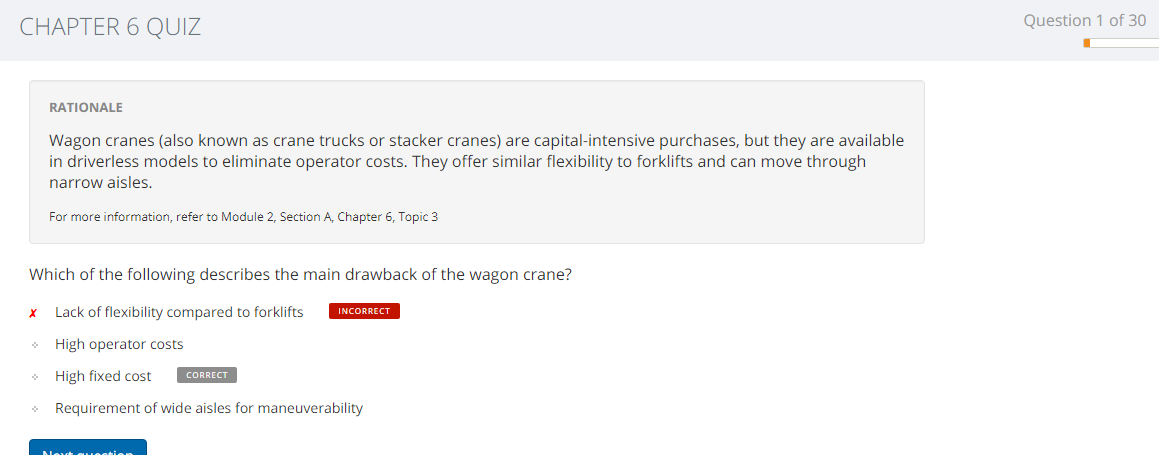 CHAPTER 6 QUIZ
Question 1 of 30
RATIONALE
Wagon cranes (also known as crane trucks or stacker cranes) are capital-intensive purchases, but they are available
in driverless models to eliminate operator costs. They offer similar flexibility to forklifts and can move through
narrow aisles.
For more information, refer to Module 2, Section A, Chapter 6, Topic 3
Which of the following describes the main drawback of the wagon crane?
✗ Lack of flexibility compared to forklifts INCORRECT
High operator costs
High fixed cost CORRECT
Requirement of wide aisles for maneuverability
Next question